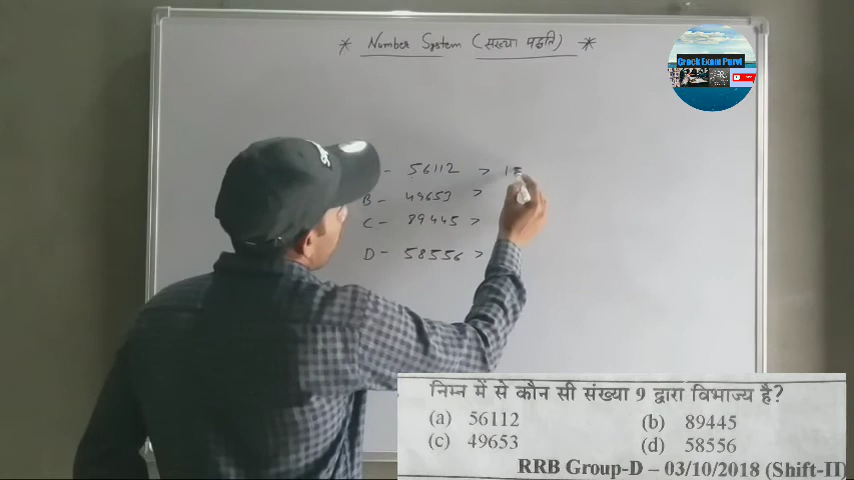 * Number System (संख्या पद्धति) *
Crack Exam Purvi
- 56112 > 15
B - 49653 >
C - 89445 >
D - 58556 >
निम्न में से कौन सी संख्या 9 द्वारा विभाज्य है?
(a) 56112 (b) 89445
(c) 49653 (d) 58556
RRB Group-D – 03/10/2018 (Shift-II)